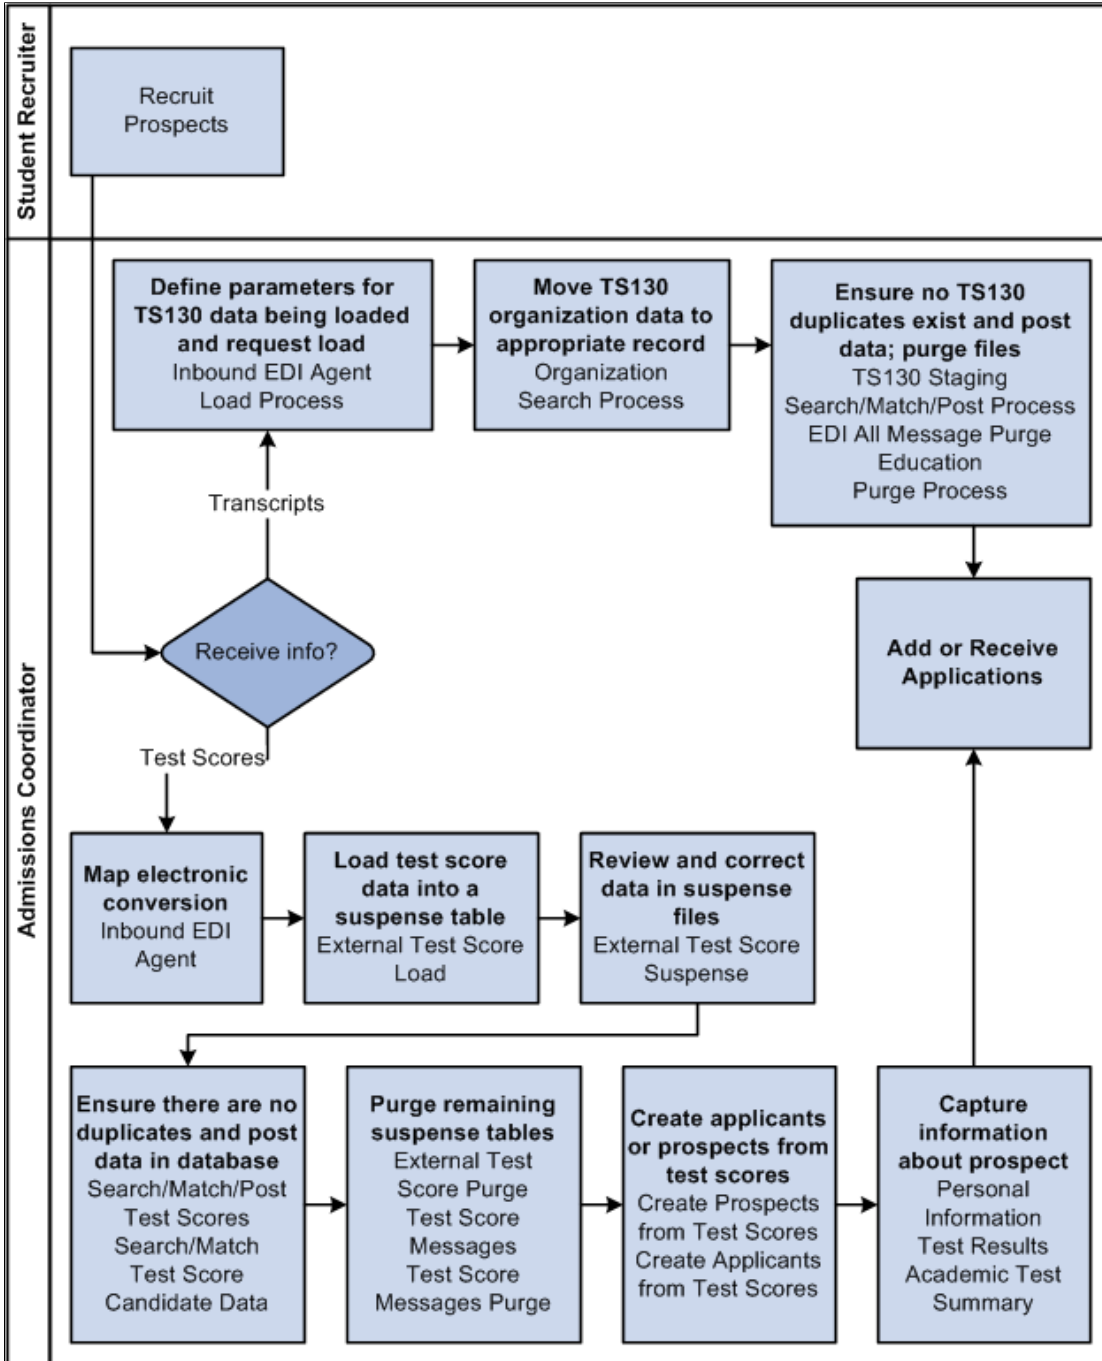 Student Recruiter
Recruit
Prospects
Admissions Coordinator
Define parameters for
TS130 data being loaded
and request load
Inbound EDI Agent
Load Process
Move TS130
organization data to
appropriate record
Organization
Search Process
Ensure no TS130
duplicates exist and post
data; purge files
TS130 Staging
Search/Match/Post Process
EDI All Message Purge
Education
Purge Process
Transcripts
Receive info?
Add or Receive
Applications
Test Scores
Map electronic
conversion
Inbound EDI
Agent
Load test score
data into a
suspense table
External Test Score
Load
Review and correct
data in suspense
files
External Test Score
Suspense
Ensure there are no
duplicates and post
data in database
Search/Match/Post
Test Scores
Search/Match
Test Score
Candidate Data
Purge remaining
suspense tables
External Test
Score Purge
Test Score
Messages
Test Score
Messages Purge
Create applicants
or prospects from
test scores
Create Prospects
from Test Scores
Create Applicants
from Test Scores
Capture
information
about prospect
Personal
Information
Test Results
Academic Test
Summary